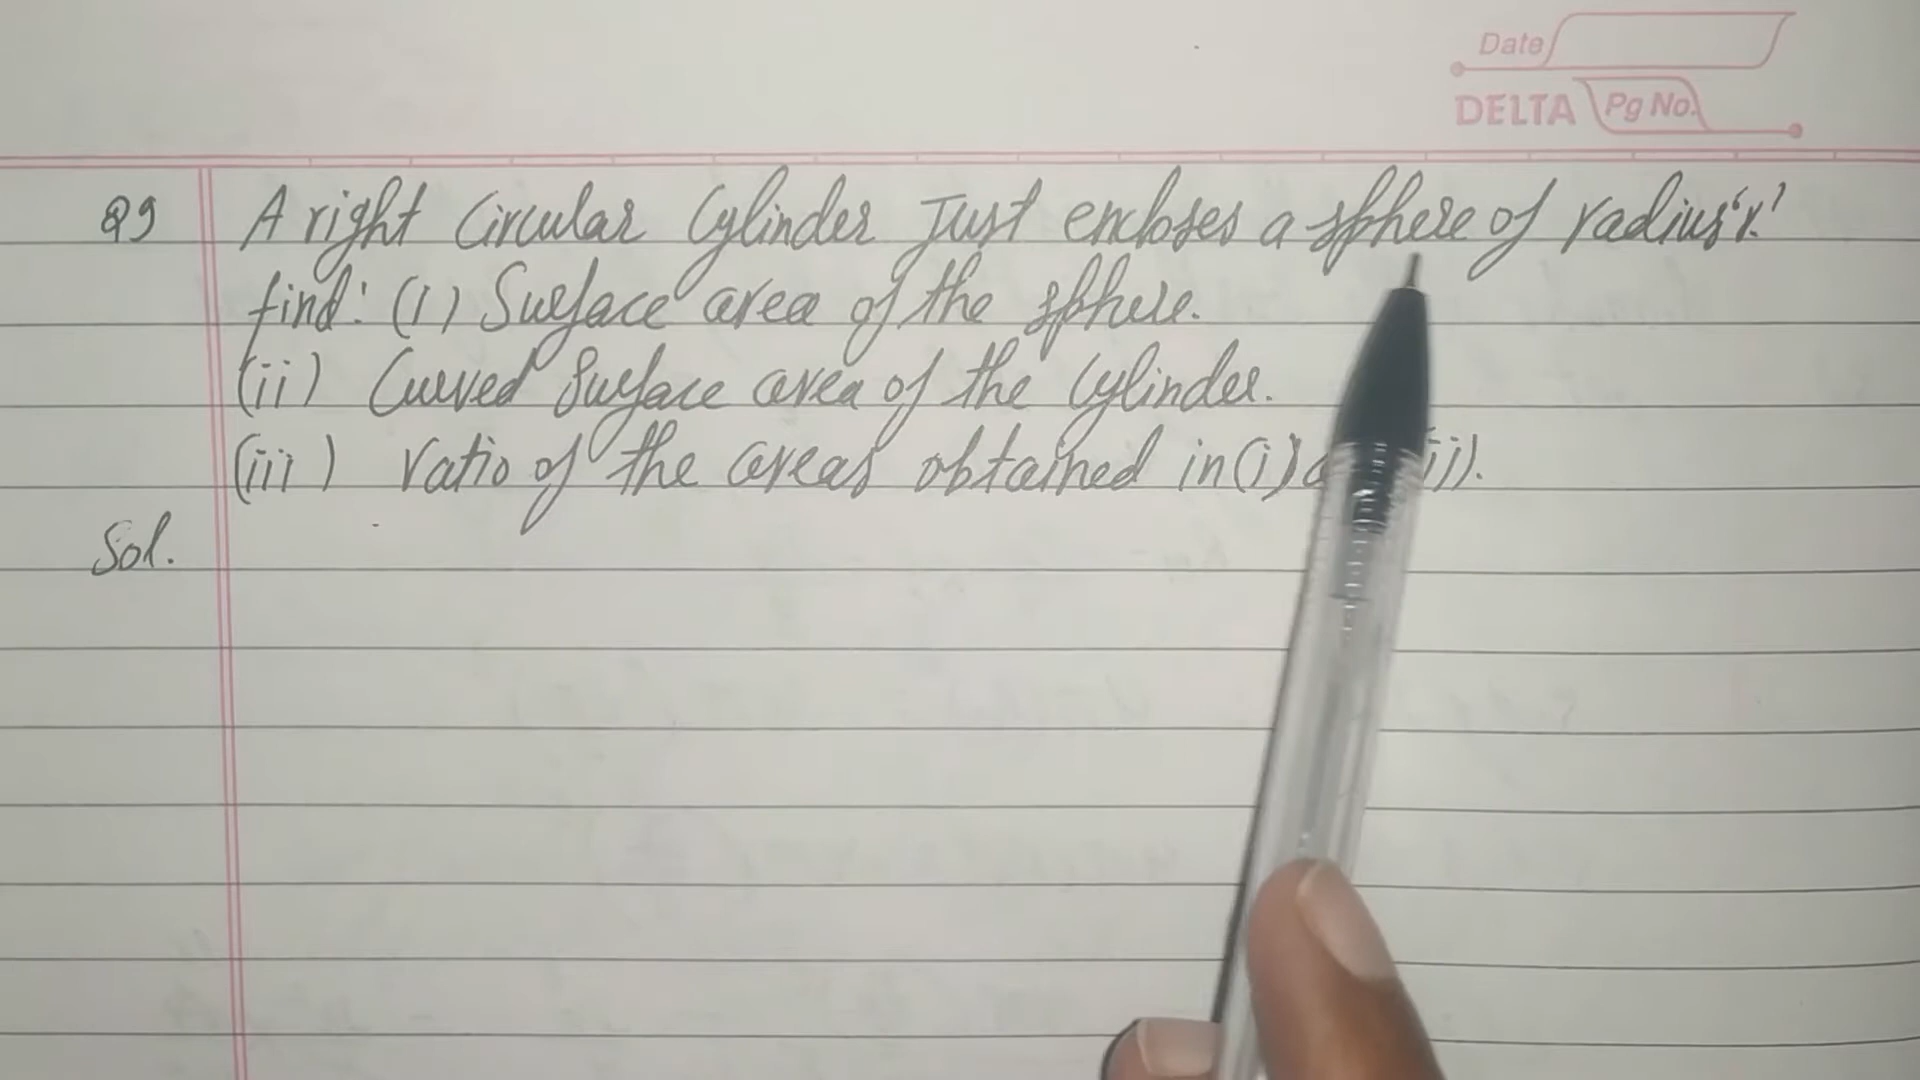 Date
DELTA Pg No.
Q9 A right Circular Cylinder Just encloses a sphere of radius 'r'
find: (i) Surface area of the sphere.
(ii) Curved Surface area of the Cylinder.
(iii) ratio of the areas obtained in (i) ii).
Sol.